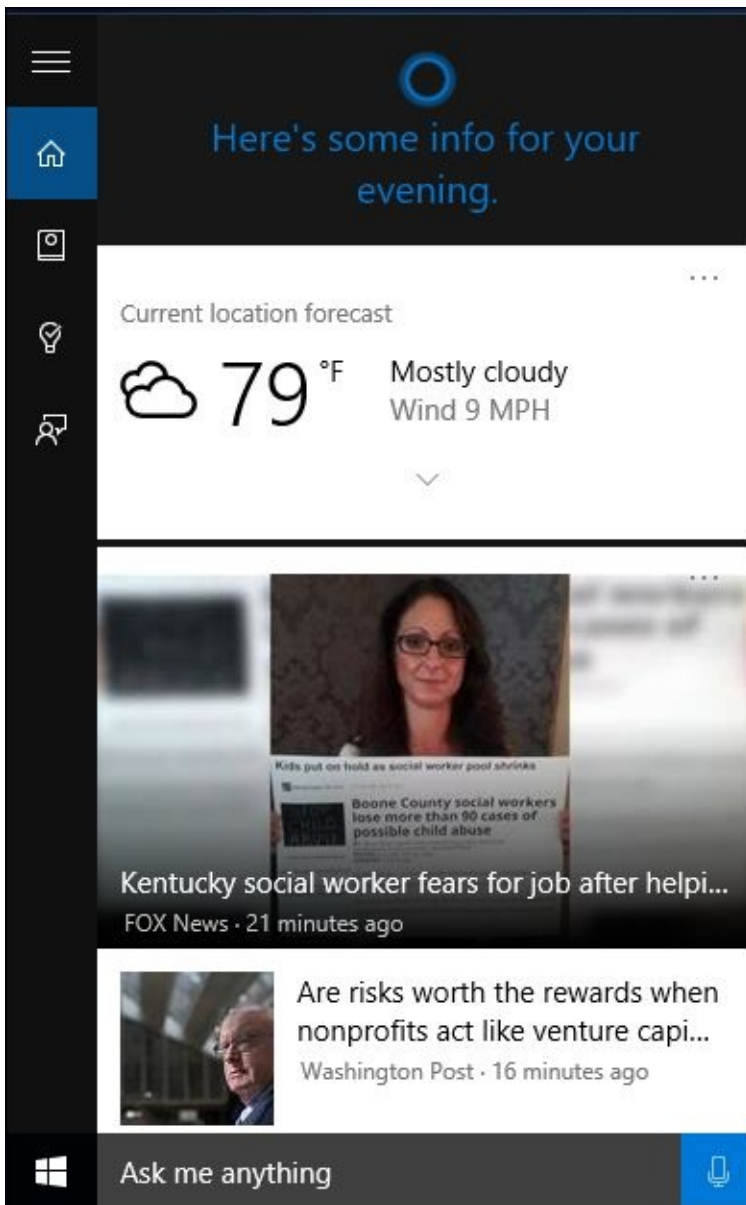 Here's some info for your
evening.
...
Current location forecast
79 °F
Mostly cloudy
Wind 9 MPH
...
Kids put on hold as social worker pool shrinks
Boone County social workers
lose more than 90 cases of
possible child abuse
Kentucky social worker fears for job after helpi...
FOX News · 21 minutes ago
Are risks worth the rewards when
nonprofits act like venture capi...
Washington Post · 16 minutes ago
Ask me anything